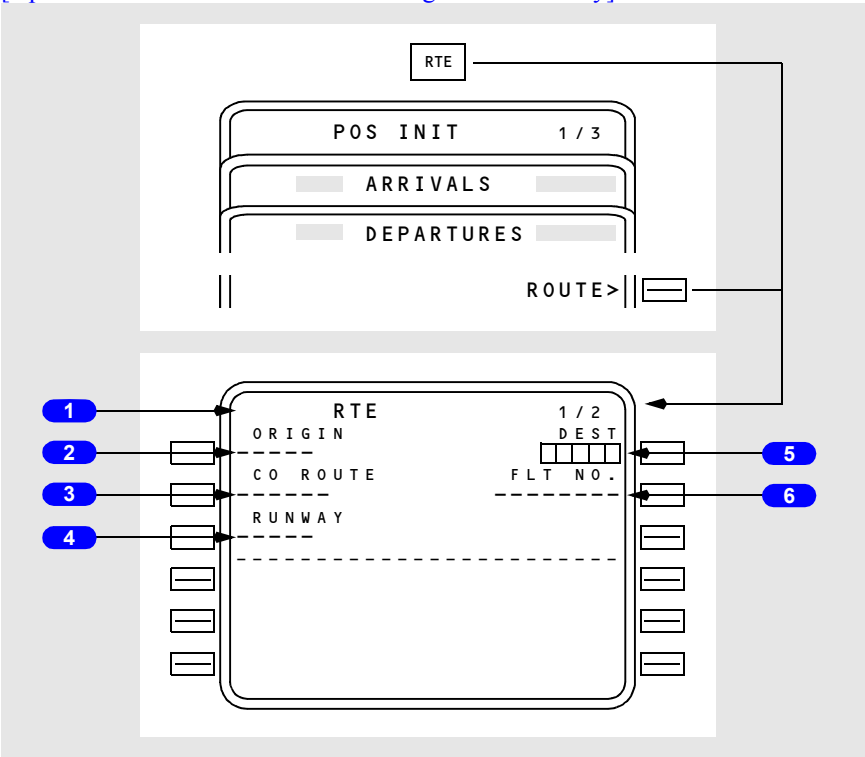 RTE
POS INIT 1/3
ARRIVALS
DEPARTURES
ROUTE>
1 RTE 1/2
ORIGIN DEST
2 ----- 5
CO ROUTE FLT NO.
3 ------ -------- 6
RUNWAY
4 -----
------------------------